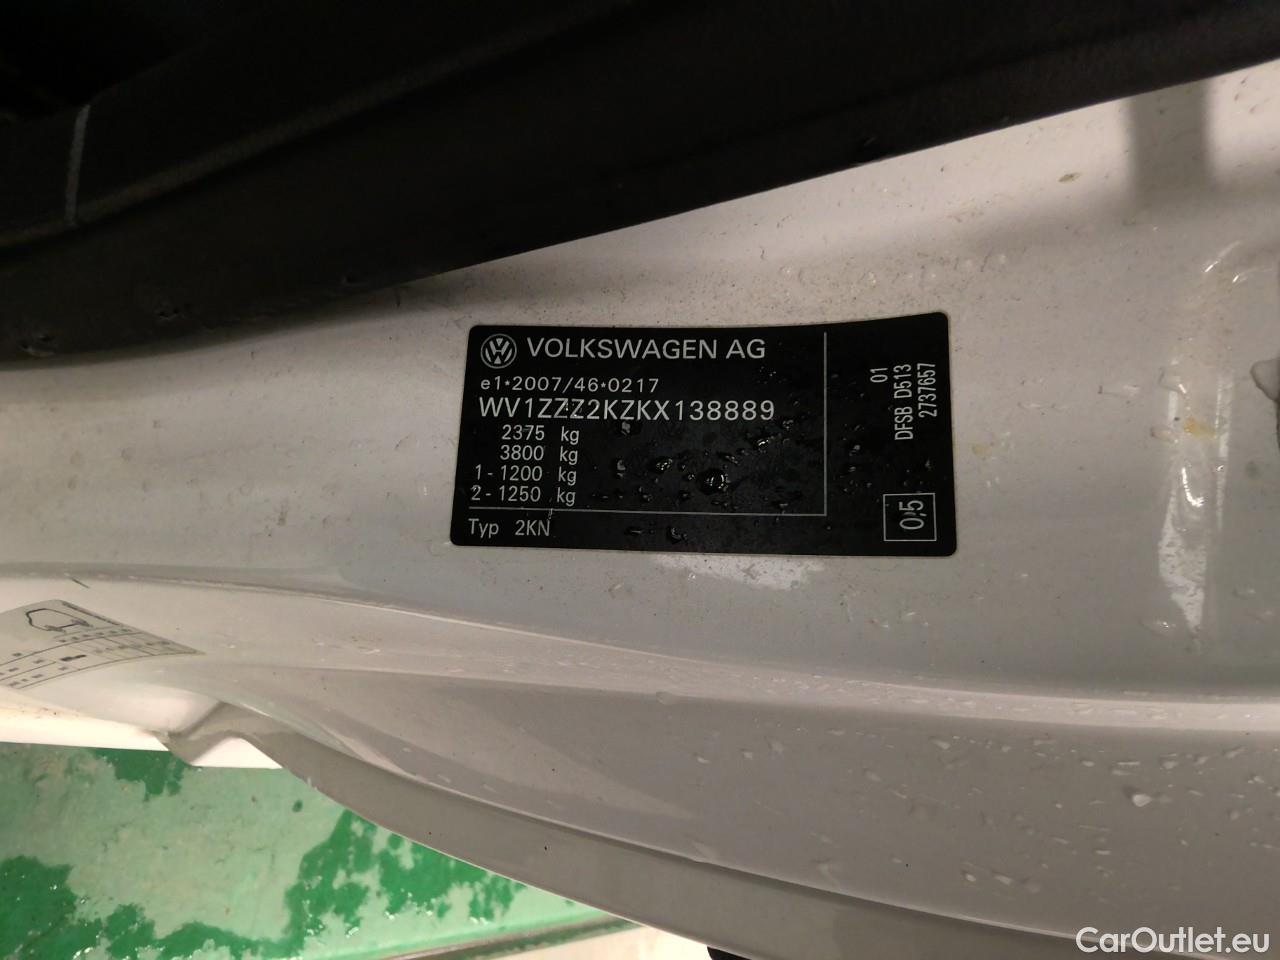 VOLKSWAGEN AG
e1*2007/46*0217
WV1ZZZ2KZKX138889
2375 kg
3800 kg
1 - 1200 kg
2 - 1250 kg
Typ 2KN
01
DFSB D513
2737657
0,5
CarOutlet.eu